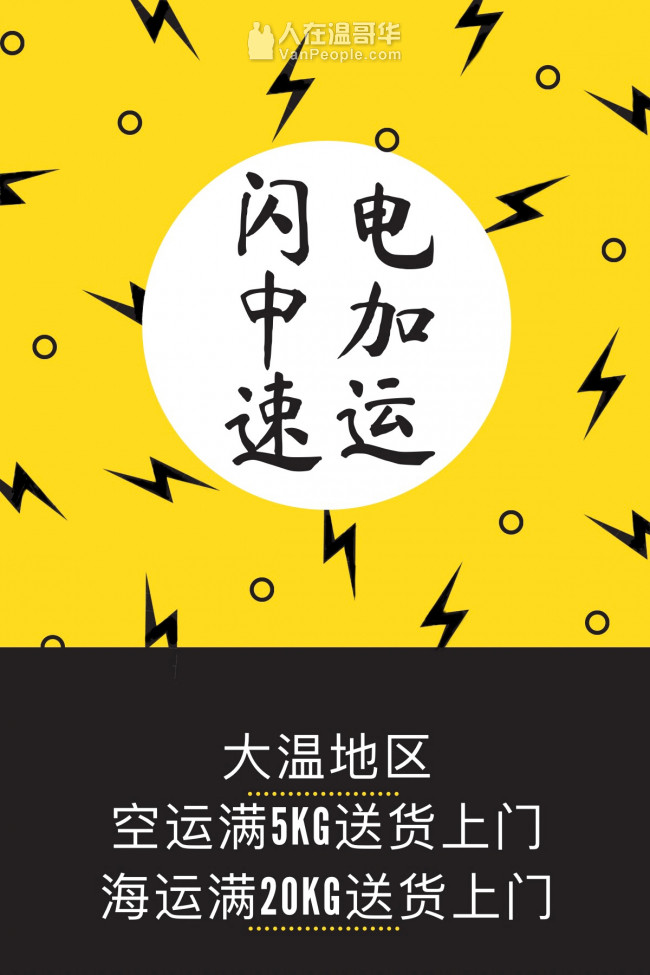 人在温哥华
VanPeople.com
闪电
中加
速运
大温地区
空运满5KG送货上门
海运满20KG送货上门